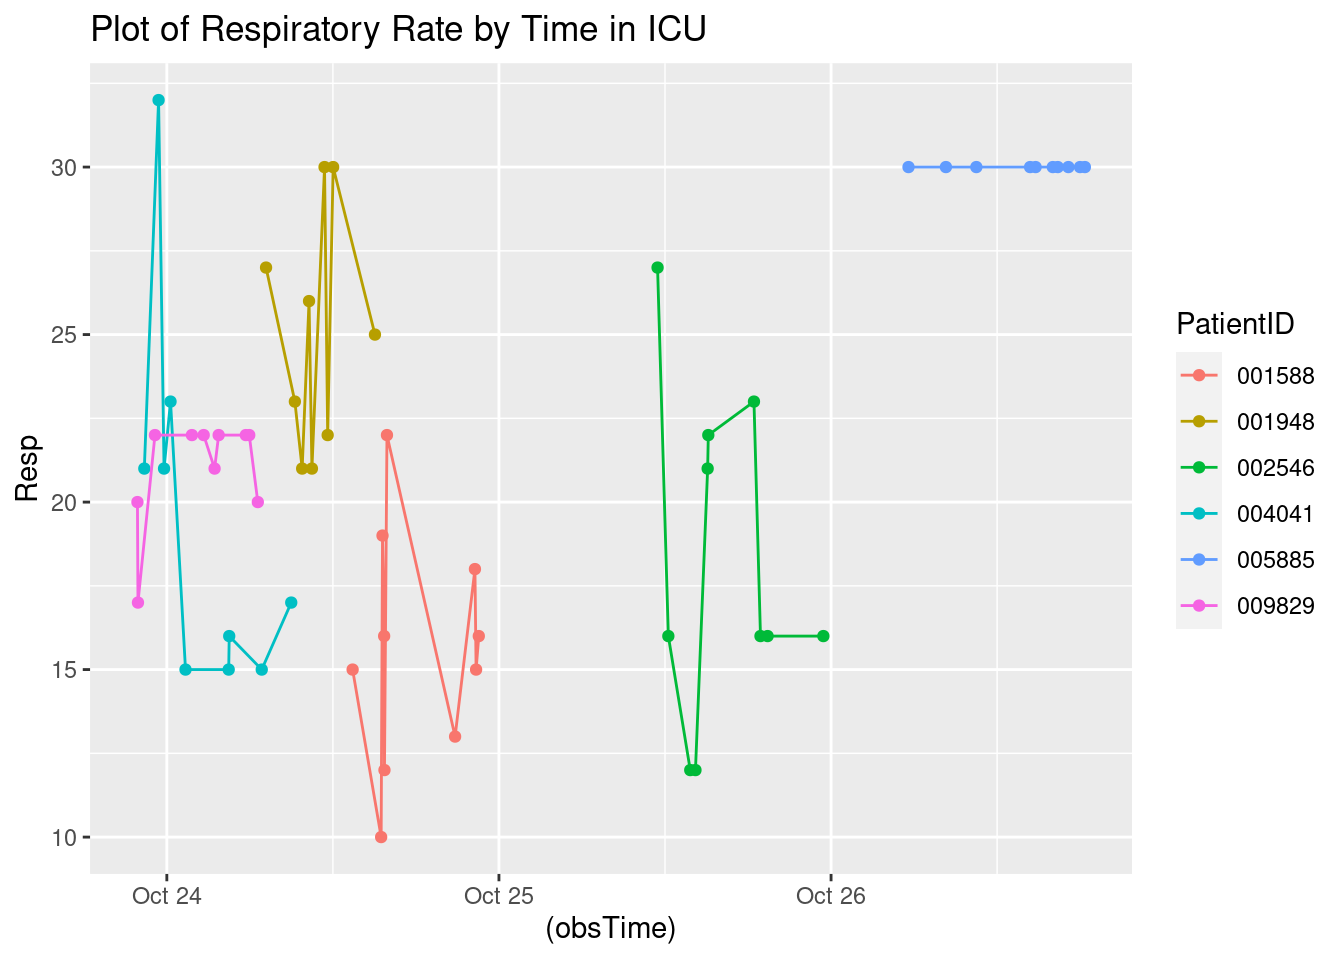 Plot of Respiratory Rate by Time in ICU
Resp
30
25
20
15
10
Oct 24
Oct 25
Oct 26
(obsTime)
PatientID
001588
001948
002546
004041
005885
009829